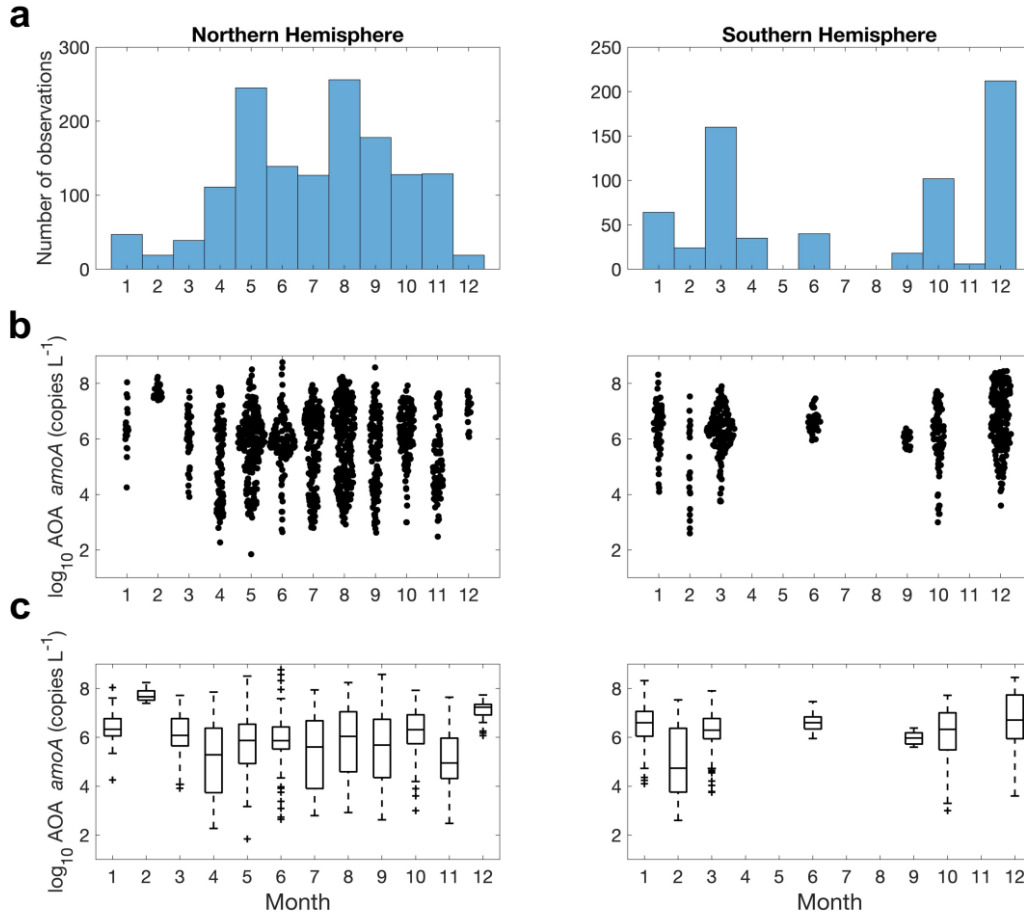 a
Northern Hemisphere
Southern Hemisphere
Number of observations
300
200
100
0
1 2 3 4 5 6 7 8 9 10 11 12
250
200
150
100
50
0
1 2 3 4 5 6 7 8 9 10 11 12
b
log10 AOA amoA (copies L-1)
8
6
4
2
1 2 3 4 5 6 7 8 9 10 11 12
8
6
4
2
1 2 3 4 5 6 7 8 9 10 11 12
c
log10 AOA amoA (copies L-1)
8
6
4
2
1 2 3 4 5 6 7 8 9 10 11 12
Month
8
6
4
2
1 2 3 4 5 6 7 8 9 10 11 12
Month